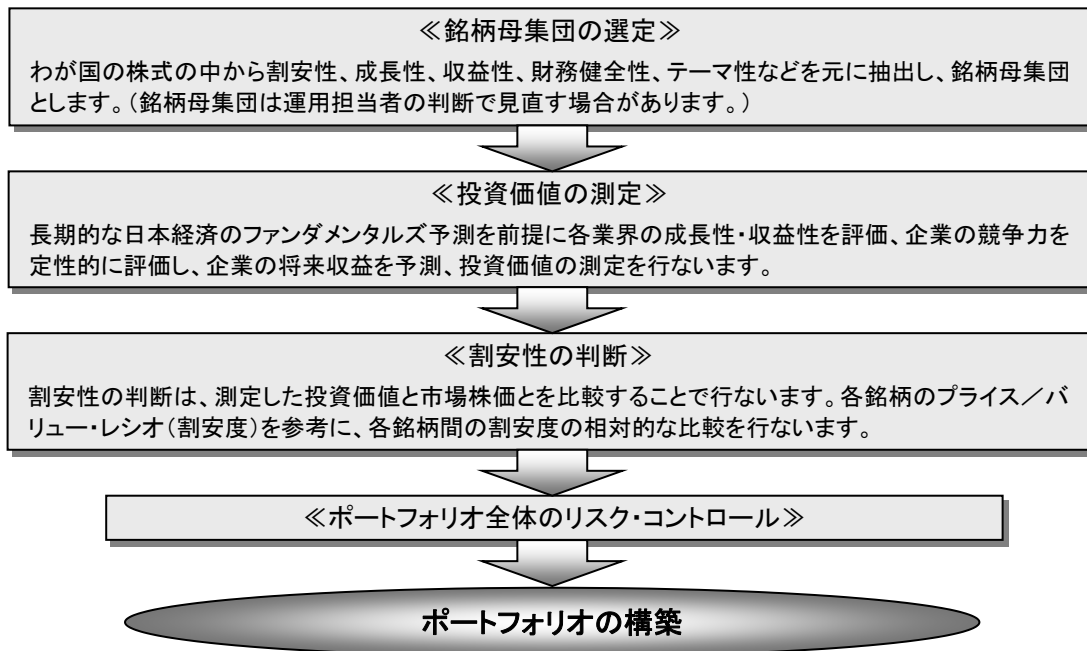 ≪銘柄母集団の選定≫
わが国の株式の中から割安性、成長性、収益性、財務健全性、テーマ性などを元に抽出し、銘柄母集団
とします。(銘柄母集団は運用担当者の判断で見直す場合があります。)
≪投資価値の測定≫
長期的な日本経済のファンダメンタルズ予測を前提に各業界の成長性・収益性を評価、企業の競争力を
定性的に評価し、企業の将来収益を予測、投資価値の測定を行ないます。
≪割安性の判断≫
割安性の判断は、測定した投資価値と市場株価とを比較することで行ないます。各銘柄のプライス/バ
リュー・レシオ(割安度)を参考に、各銘柄間の割安度の相対的な比較を行ないます。
≪ポートフォリオ全体のリスク・コントロール≫
ポートフォリオの構築